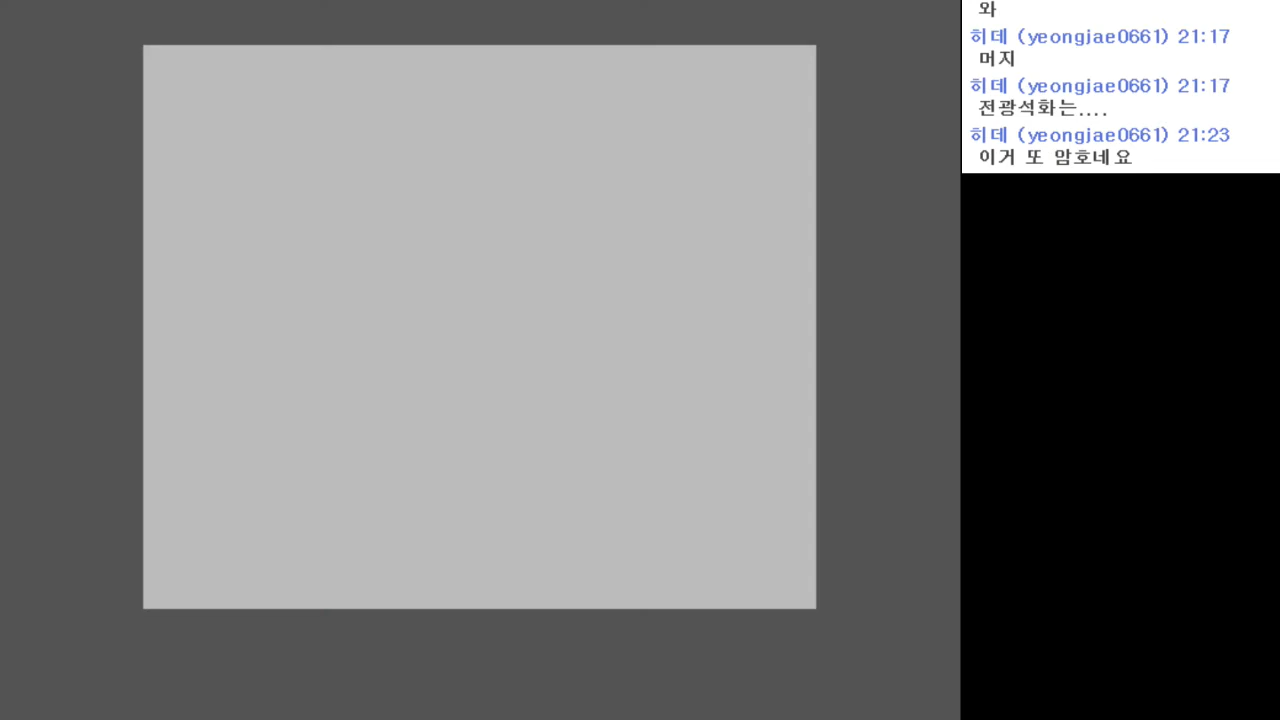 와
히데 (yeongjae0661) 21:17
머지
히데 (yeongjae0661) 21:17
전광석화는....
히데 (yeongjae0661) 21:23
이거 또 암호네요